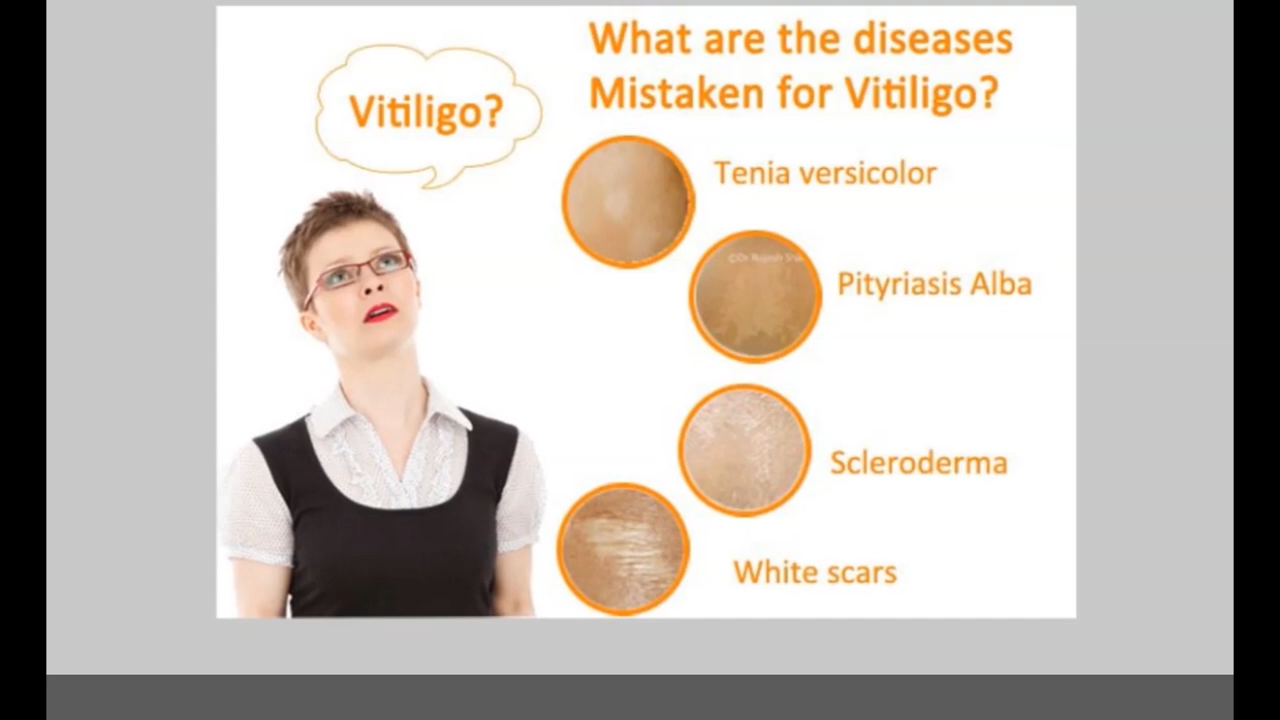 Vitiligo?
What are the diseases
Mistaken for Vitiligo?
Tenia versicolor
Pityriasis Alba
Scleroderma
White scars